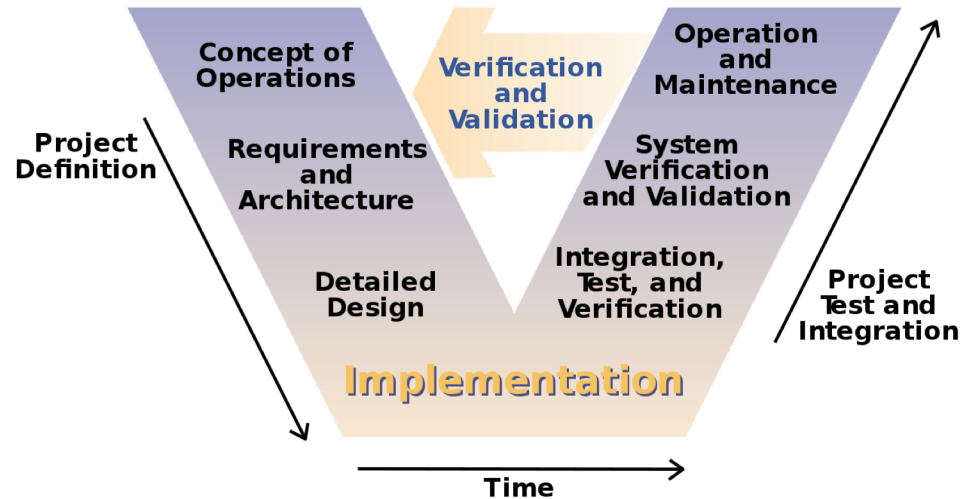 Concept of
Operations
Verification
and
Validation
Operation
and
Maintenance
Project
Definition
Requirements
and
Architecture
System
Verification
and Validation
Detailed
Design
Integration,
Test, and
Verification
Project
Test and
Integration
Implementation
Time